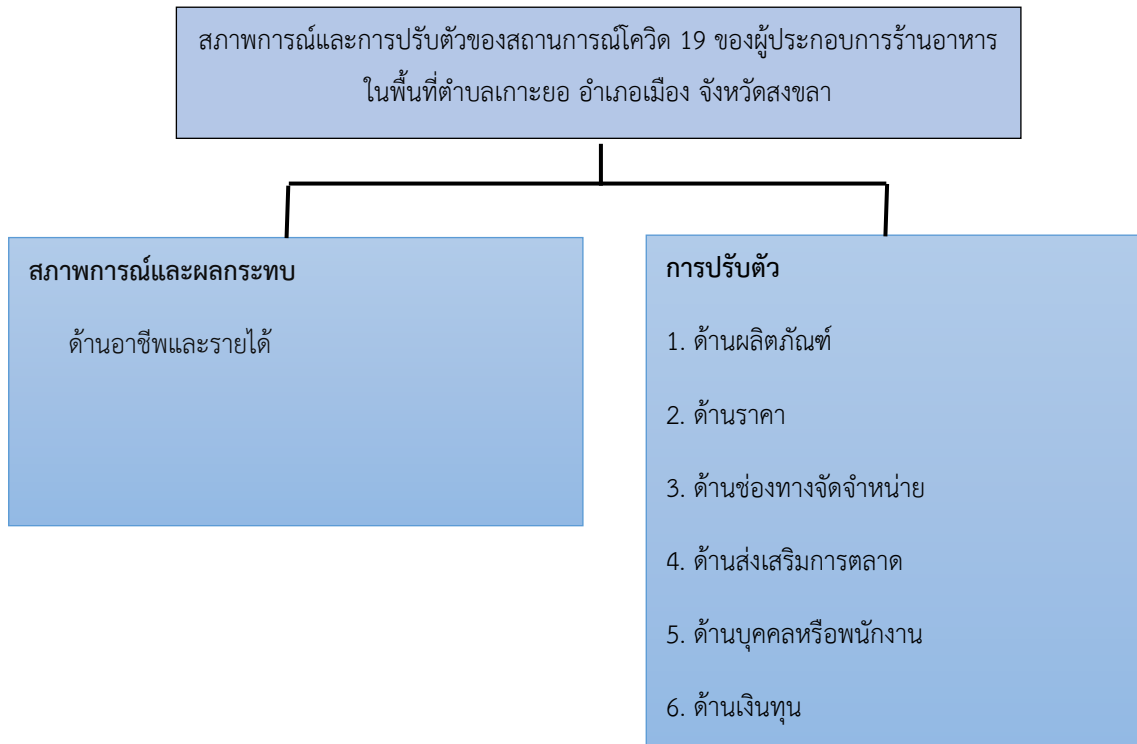 สภาพการณ์และการปรับตัวของสถานการณ์โควิด 19 ของผู้ประกอบการร้านอาหาร
ในพื้นที่ตำบลเกาะยอ อำเภอเมือง จังหวัดสงขลา
สภาพการณ์และผลกระทบ
ด้านอาชีพและรายได้
การปรับตัว
1. ด้านผลิตภัณฑ์
2. ด้านราคา
3. ด้านช่องทางจัดจำหน่าย
4. ด้านส่งเสริมการตลาด
5. ด้านบุคคลหรือพนักงาน
6. ด้านเงินทุน